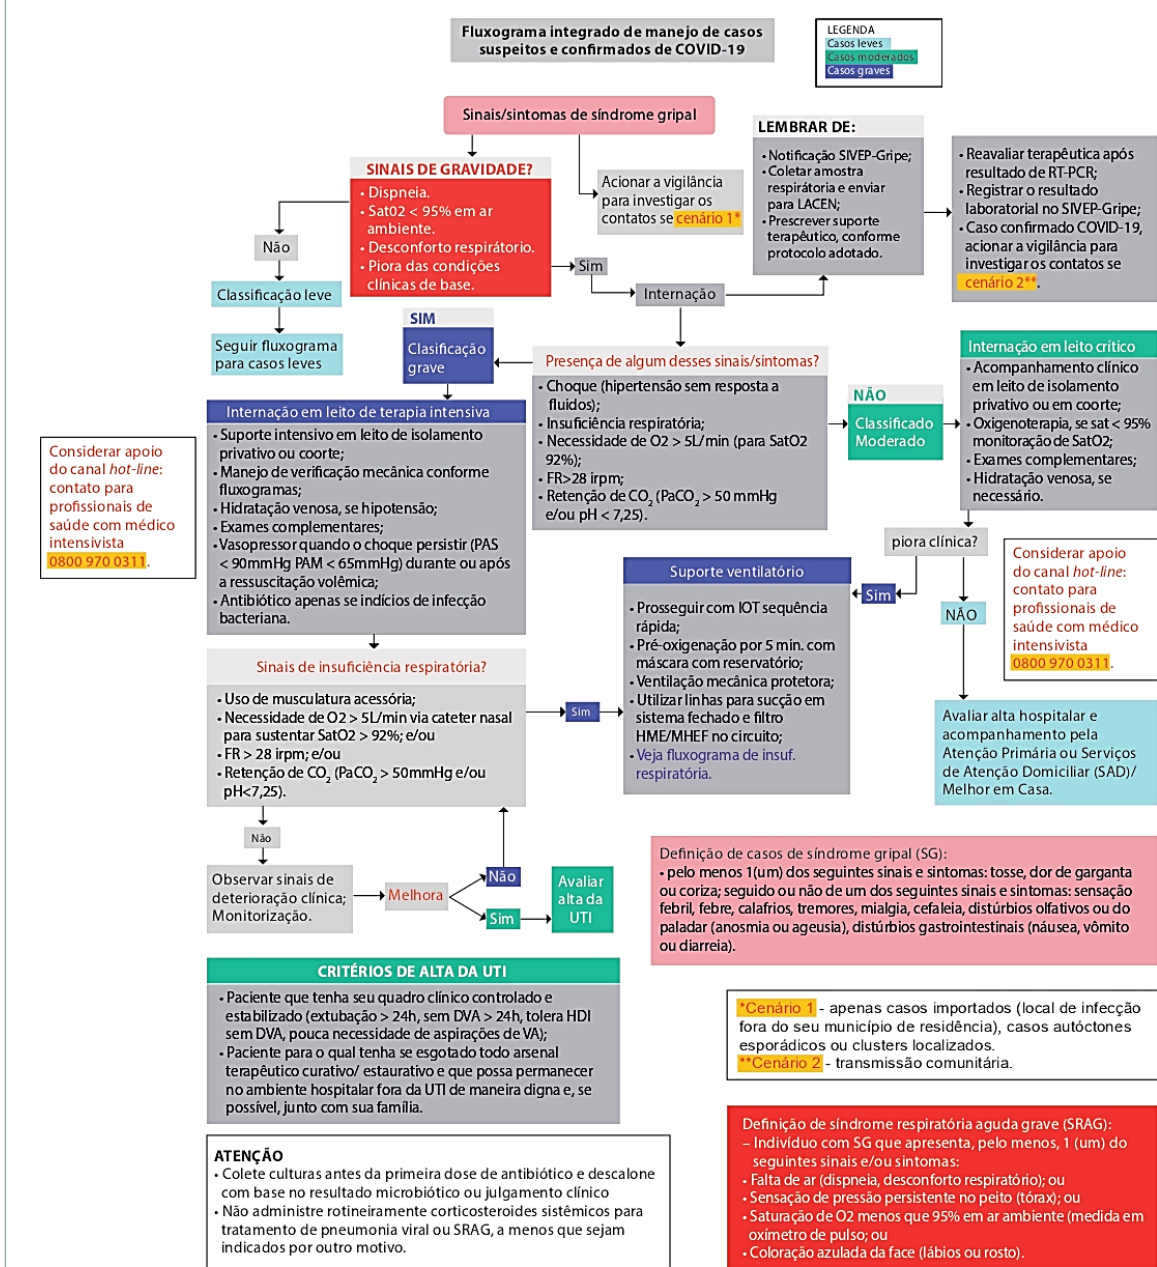 Fluxograma integrado de manejo de casos
suspeitos e confirmados de COVID-19
LEGENDA
Casos leves
Casos moderados
Casos graves
Sinais/sintomas de síndrome gripal
SINAIS DE GRAVIDADE?
• Dispneia.
• Sat02 < 95% em ar
ambiente.
• Desconforto respirátorio.
• Piora das condições
clínicas de base.
Acionar a vigilância
para investigar os
contatos se cenário 1*
LEMBRAR DE:
• Notificação SIVEP-Gripe;
• Coletar amostra
respirátoria e enviar
para LACEN;
• Prescrever suporte
terapêutico, conforme
protocolo adotado.
• Reavaliar terapêutica após
resultado de RT-PCR;
• Registrar o resultado
laboratorial no SIVEP-Gripe;
• Caso confirmado COVID-19,
acionar a vigilância para
investigar os contatos se
cenário 2**.
Não
Sim
Internação
Classificação leve
Seguir fluxograma
para casos leves
SIM
Clasificação
grave
Presença de algum desses sinais/sintomas?
• Choque (hipertensão sem resposta a
fluidos);
• Insuficiência respiratória;
• Necessidade de O2 > 5L/min (para SatO2
92%);
• FR>28 irpm;
• Retenção de CO2 (PaCO2 > 50 mmHg
e/ou pH < 7,25).
NÃO
Classificado
Moderado
Internação em leito crítico
• Acompanhamento clínico
em leito de isolamento
privativo ou em coorte;
• Oxigenoterapia, se sat < 95%
monitoração de SatO2;
• Exames complementares;
• Hidratação venosa, se
necessário.
Internação em leito de terapia intensiva
• Suporte intensivo em leito de isolamento
privativo ou coorte;
• Manejo de verificação mecânica conforme
fluxogramas;
• Hidratação venosa, se hipotensão;
• Exames complementares;
• Vasopressor quando o choque persistir (PAS
< 90mmHg PAM < 65mmHg) durante ou após
a ressuscitação volêmica;
• Antibiótico apenas se indícios de infecção
bacteriana.
Considerar apoio
do canal hot-line:
contato para
profissionais de
saúde com médico
intensivista
0800 970 0311.
piora clínica?
Sim
NÃO
Considerar apoio
do canal hot-line:
contato para
profissionais de
saúde com médico
intensivista
0800 970 0311.
Suporte ventilatório
• Prosseguir com IOT sequência
rápida;
• Pré-oxigenação por 5 min. com
máscara com reservatório;
• Ventilação mecânica protetora;
• Utilizar linhas para sucção em
sistema fechado e filtro
HME/MHEF no circuito;
• Veja fluxograma de insuf.
respiratória.
Sinais de insuficiência respiratória?
• Uso de musculatura acessória;
• Necessidade de O2 > 5L/min via cateter nasal
para sustentar SatO2 > 92%; e/ou
• FR > 28 irpm; e/ou
• Retenção de CO2 (PaCO2 > 50mmHg e/ou
pH<7,25).
Sim
Avaliar alta hospitalar e
acompanhamento pela
Atenção Primária ou Serviços
de Atenção Domiciliar (SAD)/
Melhor em Casa.
Não
Observar sinais de
deterioração clínica;
Monitorização.
Melhora
Não
Sim
Avaliar
alta da
UTI
Definição de casos de síndrome gripal (SG):
• pelo menos 1(um) dos seguintes sinais e sintomas: tosse, dor de garganta
ou coriza; seguido ou não de um dos seguintes sinais e sintomas: sensação
febril, febre, calafrios, tremores, mialgia, cefaleia, distúrbios olfativos ou do
paladar (anosmia ou ageusia), distúrbios gastrointestinais (náusea, vômito
ou diarreia).
CRITÉRIOS DE ALTA DA UTI
• Paciente que tenha seu quadro clínico controlado e
estabilizado (extubação > 24h, sem DVA > 24h, tolera HDI
sem DVA, pouca necessidade de aspirações de VA);
• Paciente para o qual tenha se esgotado todo arsenal
terapêutico curativo/ estaurativo e que possa permanecer
no ambiente hospitalar fora da UTI de maneira digna e, se
possível, junto com sua família.
*Cenário 1 - apenas casos importados (local de infecção
fora do seu município de residência), casos autóctones
esporádicos ou clusters localizados.
**Cenário 2 - transmissão comunitária.
ATENÇÃO
• Colete culturas antes da primeira dose de antibiótico e descalone
com base no resultado microbiótico ou julgamento clínico
• Não administre rotineiramente corticosteroides sistêmicos para
tratamento de pneumonia viral ou SRAG, a menos que sejam
indicados por outro motivo.
Definição de síndrome respiratória aguda grave (SRAG):
– Indivíduo com SG que apresenta, pelo menos, 1 (um) do
seguintes sinais e/ou sintomas:
• Falta de ar (dispneia, desconforto respiratório); ou
• Sensação de pressão persistente no peito (tórax); ou
• Saturação de O2 menos que 95% em ar ambiente (medida em
oxímetro de pulso; ou
• Coloração azulada da face (lábios ou rosto).